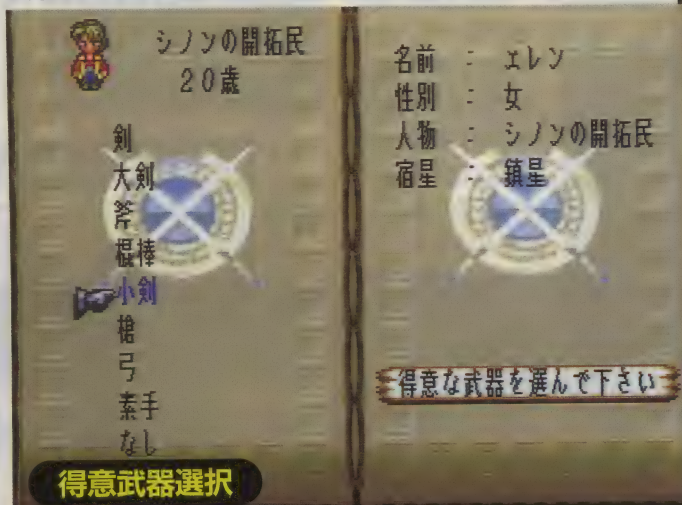 シノンの開拓民
20歳
剣
大剣
斧
棍棒
小剣
槍
弓
素手
なし
名前 : エレン
性別 : 女
人物 : シノンの開拓民
宿星 : 鎮星
得意な武器を選んで下さい
得意武器選択